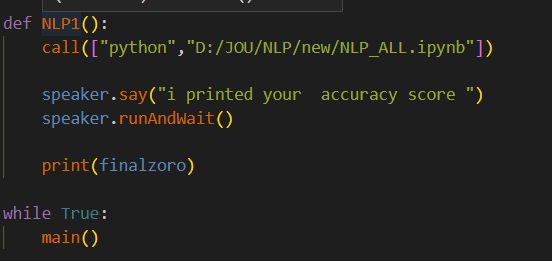 def NLP1():
    call(["python","D:/JOU/NLP/new/NLP_ALL.ipynb"])
    speaker.say("i printed your  accuracy score ")
    speaker.runAndWait()
    print(finalzoro)
while True:
    main()